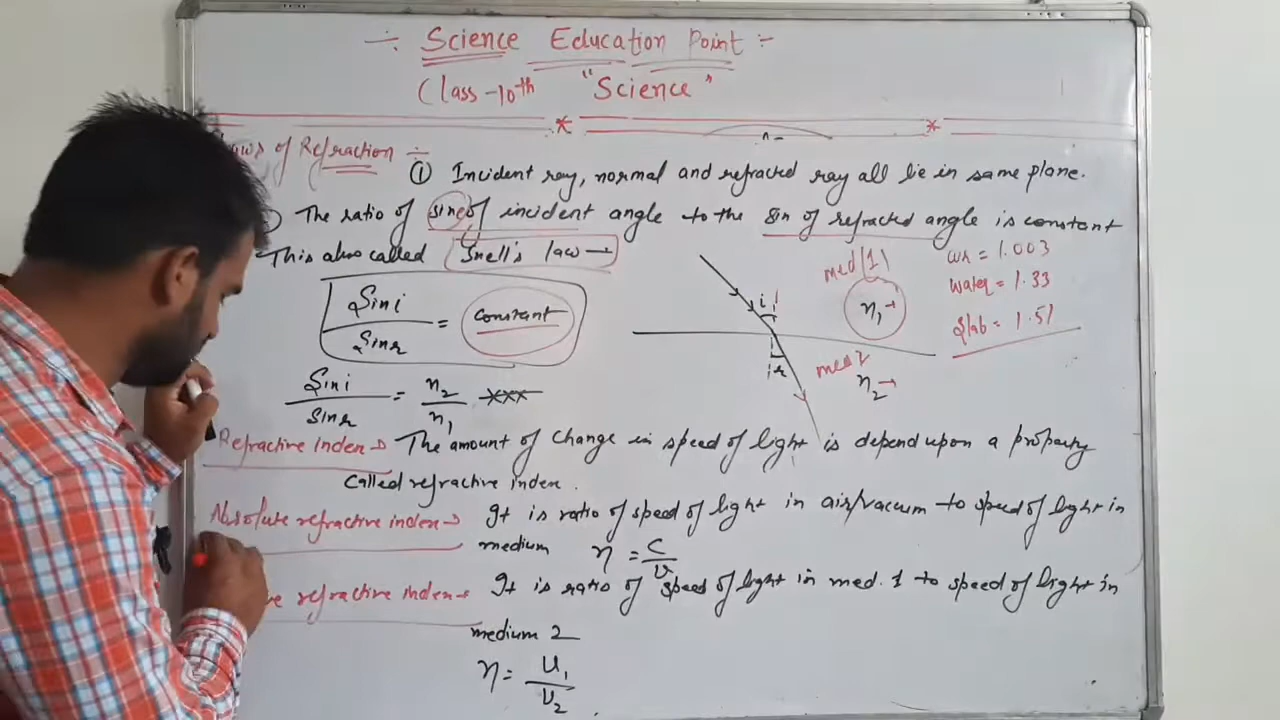 ÷ Science Education Point ÷
Class-10th "Science"
of Refraction ÷
① Incident ray, normal and refracted ray all lie in same plane.
The ratio of sine of incident angle to the sin of refracted angle is constant
This also called Snell's law →
Sin i / Sin r = constant
Sin i / Sin r = n2 / n1 ×××
med (1)
n1 →
i
r
med 2
n2 →
= 1.003
water = 1.33
slab = 1.51
Refractive index → The amount of change in speed of light is depend upon a property
called refractive index.
Absolute refractive index → It is ratio of speed of light in air/vacuum to speed of light in
medium η = c / v
refractive index → It is ratio of speed of light in med. 1 to speed of light in
medium 2
η = v1 / v2